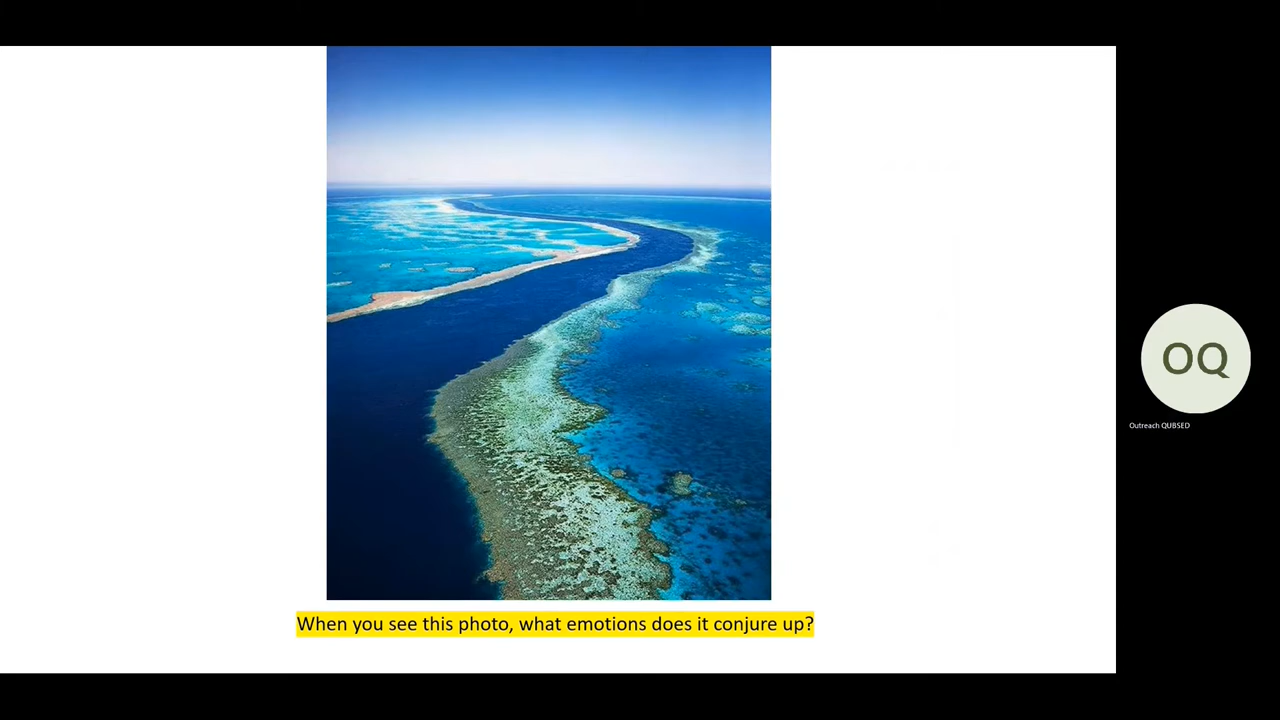 When you see this photo, what emotions does it conjure up?
OQ
Outreach QUBSED